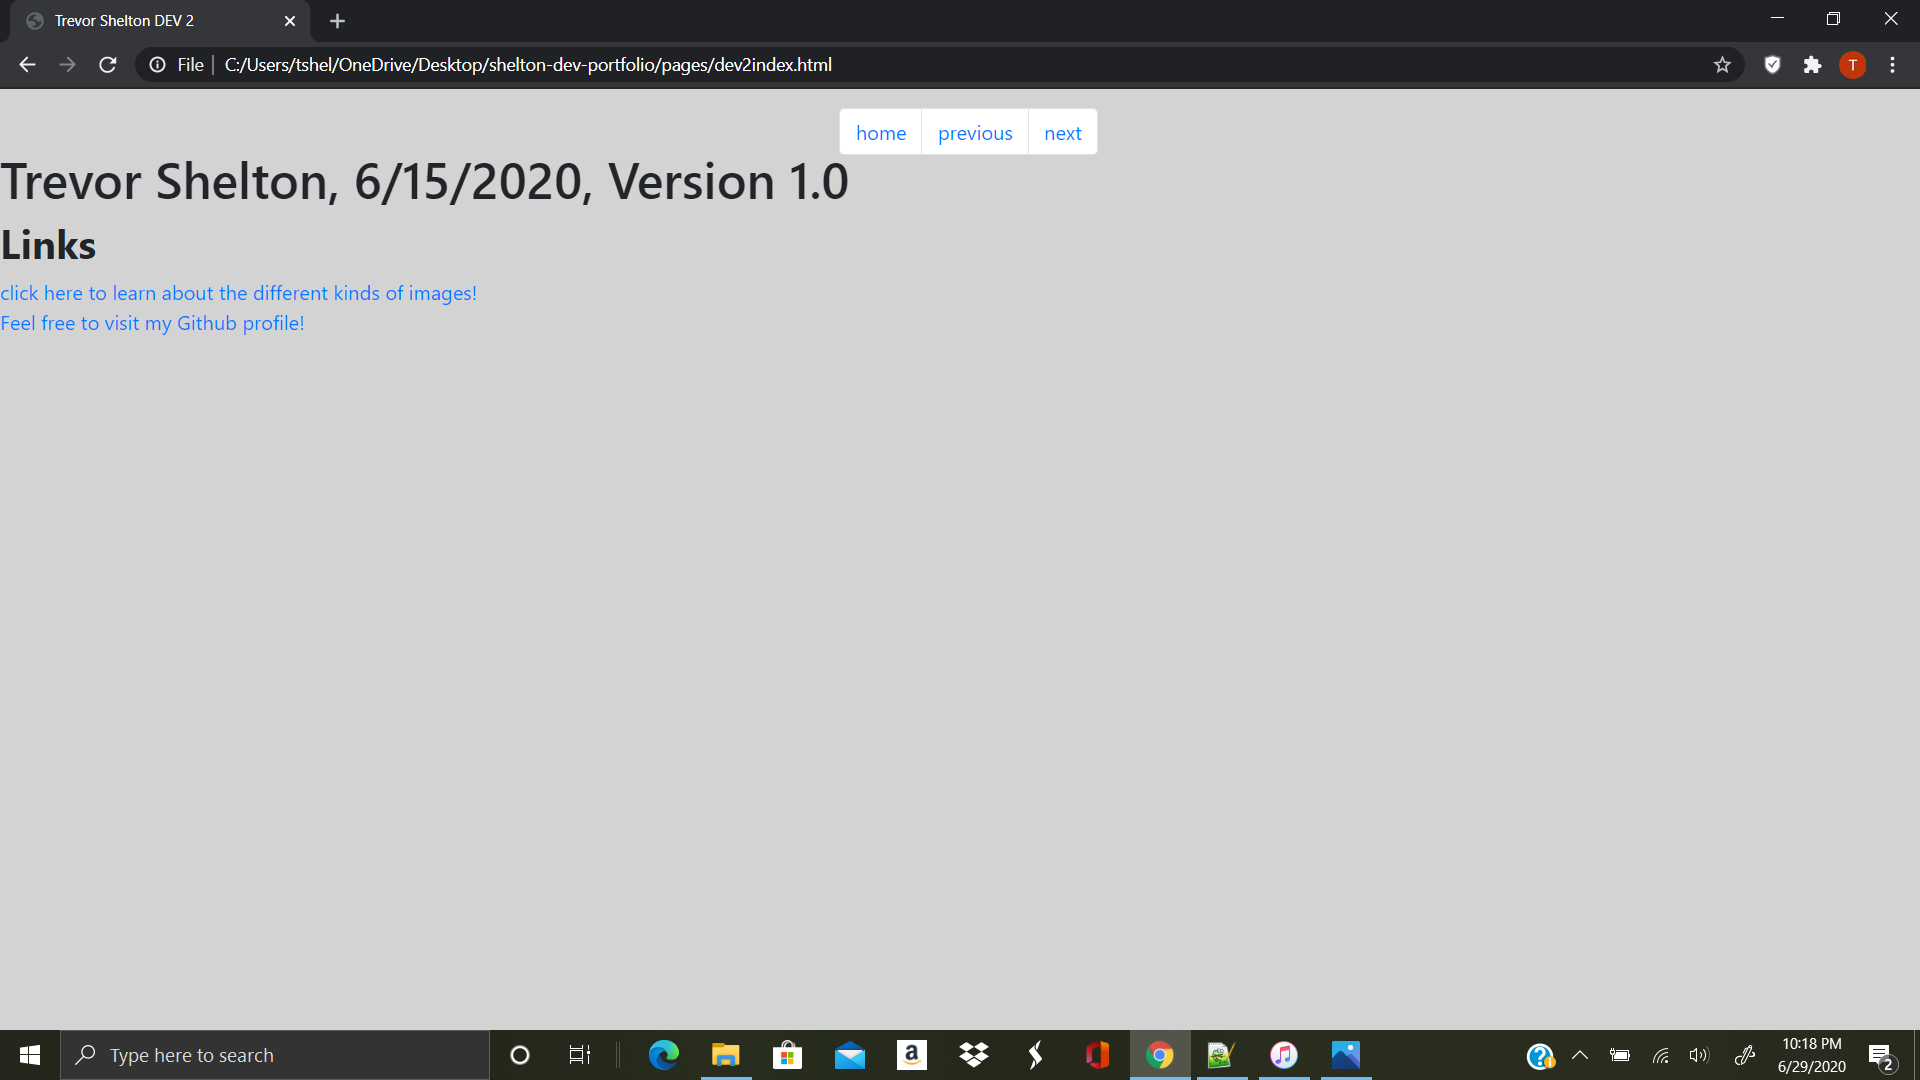 Trevor Shelton DEV 2
File
C:/Users/tshel/OneDrive/Desktop/shelton-dev-portfolio/pages/dev2index.html
T
home previous next
Trevor Shelton, 6/15/2020, Version 1.0
Links
click here to learn about the different kinds of images!
Feel free to visit my Github profile!
Type here to search
a
10:18 PM
6/29/2020
2